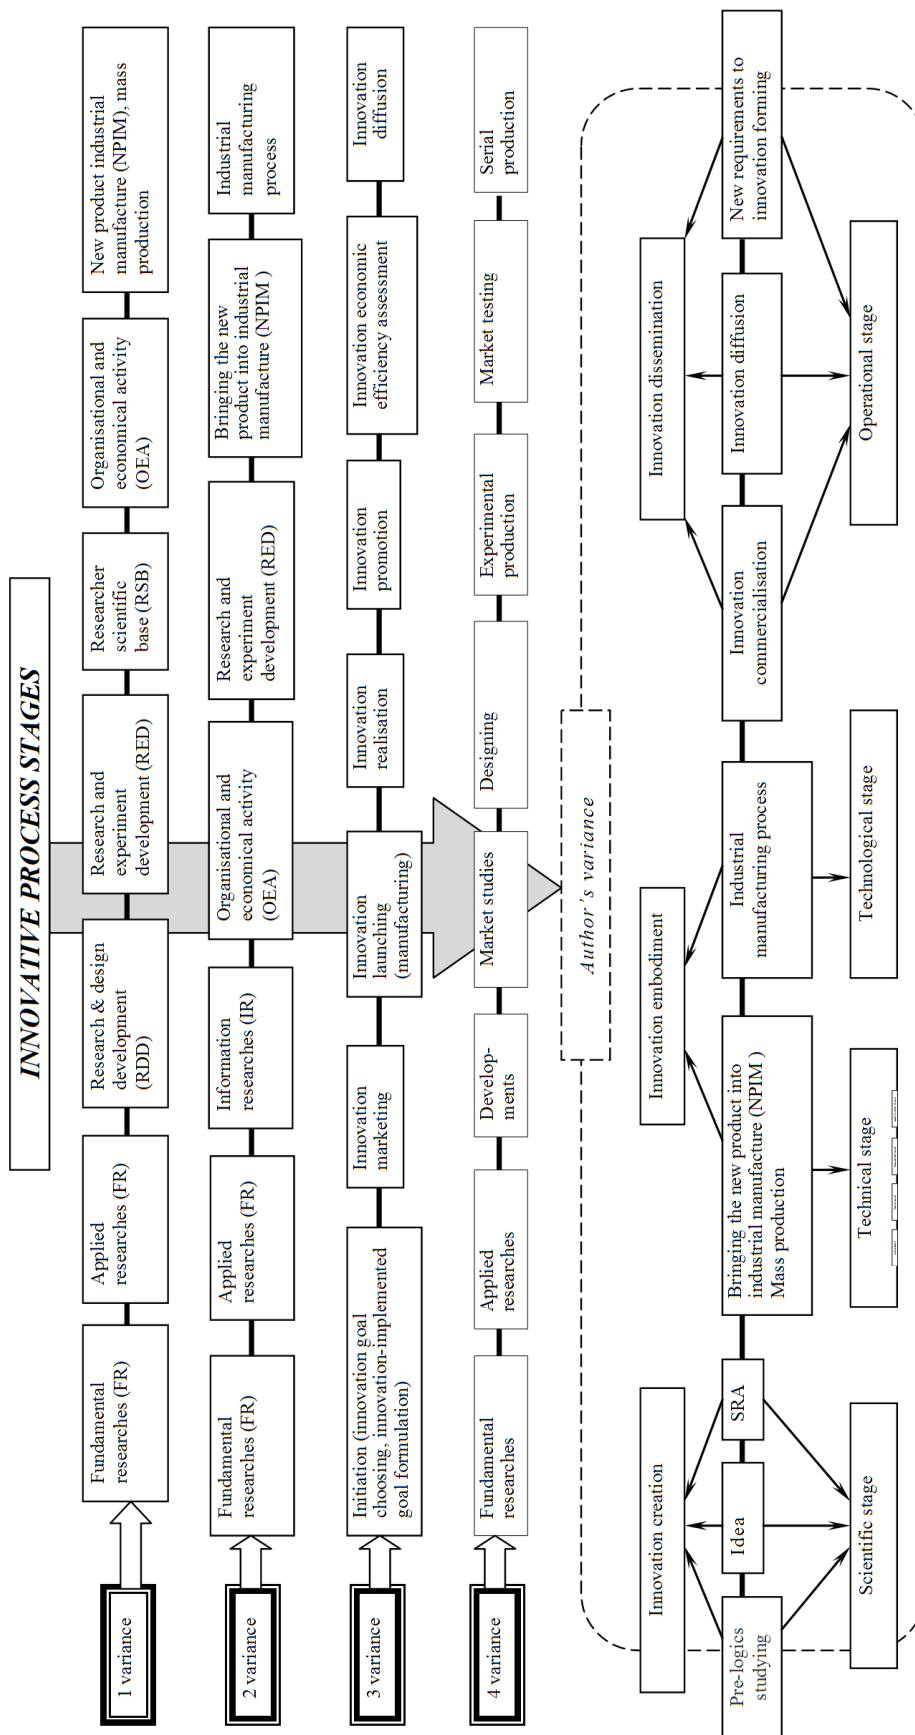 INNOVATIVE PROCESS STAGES
1 variance
Fundamental
researches (FR)
Applied
researches (FR)
Research & design
development
(RDD)
Research and
experiment
development (RED)
Researcher
scientific
base (RSB)
Organisational and
economical activity
(OEA)
New product industrial
manufacture (NPIM), mass
production
2 variance
Fundamental
researches (FR)
Applied
researches (FR)
Information
researches (IR)
Organisational and
economical activity
(OEA)
Research and
experiment
development (RED)
Bringing the new
product into industrial
manufacture (NPIM )
Industrial
manufacturing
process
3 variance
Initiation (innovation goal
choosing, innovation-implemented
goal formulation)
Innovation
marketing
Innovation
launching
(manufacturing)
Innovation
realisation
Innovation
promotion
Innovation economic
efficiency assessment
Innovation
diffusion
4 variance
Fundamental
researches
Applied
researches
Develop-
ments
Market studies
Designing
Experimental
production
Market testing
Serial
production
Author's variance
Innovation creation
Innovation embodiment
Innovation dissemination
Pre-logics
studying
Idea
SRA
Bringing the new product into
industrial manufacture (NPIM )
Mass production
Industrial
manufacturing process
Innovation
commercialisation
Innovation diffusion
New requirements to
innovation forming
Scientific stage
Technical stage
Technological stage
Operational stage